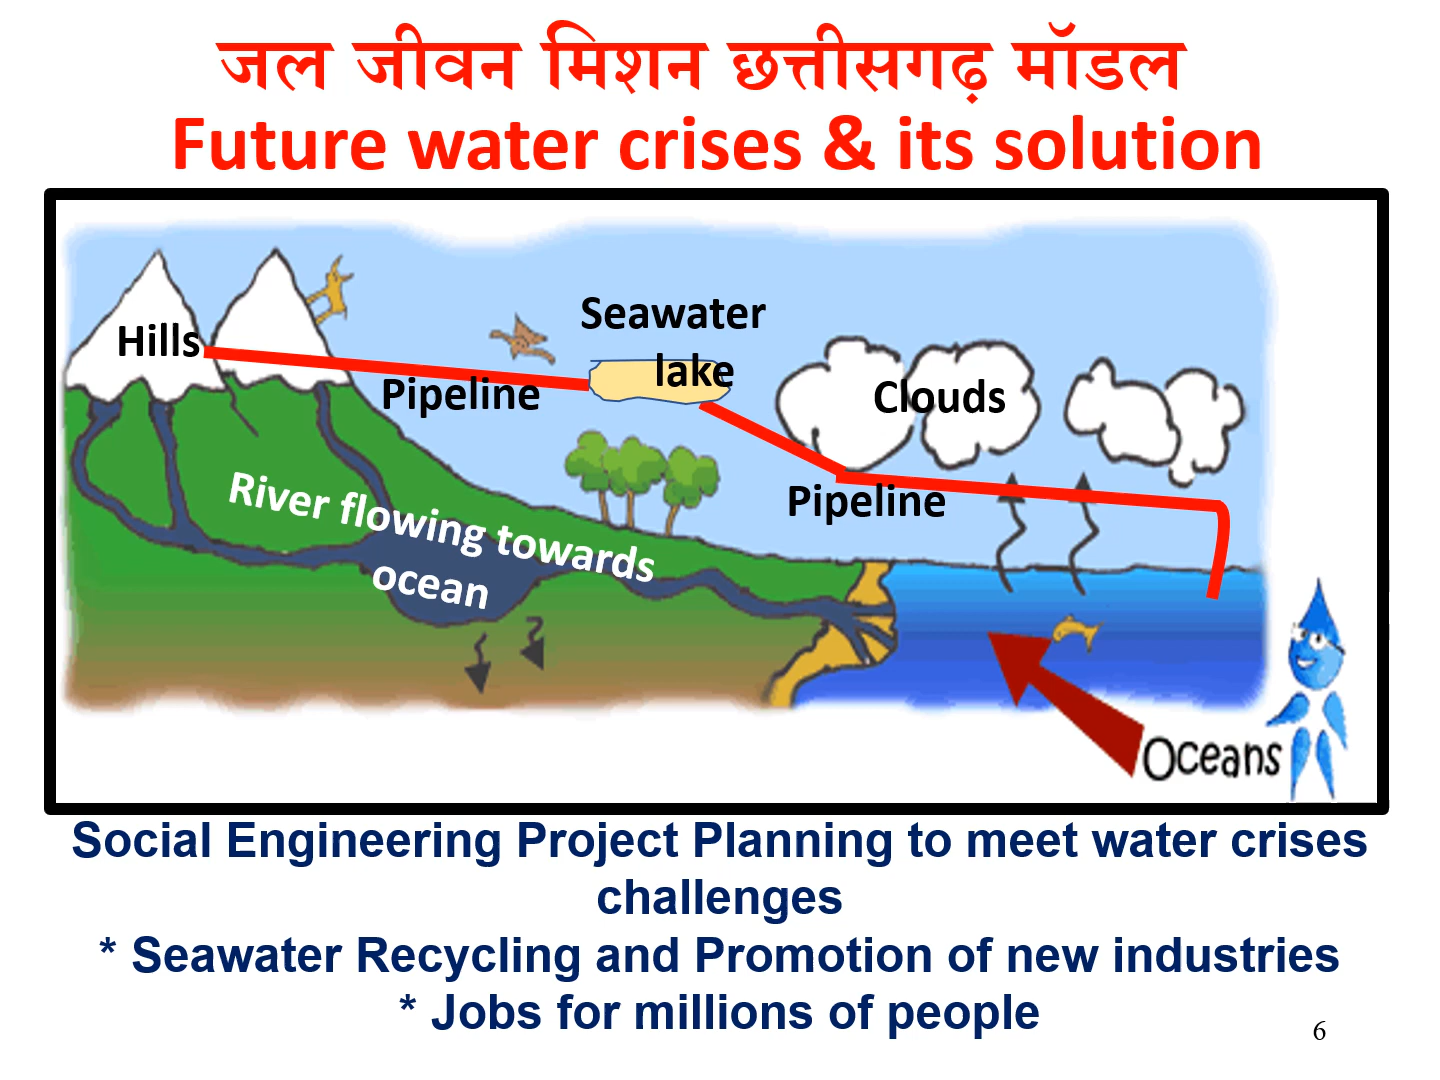 जल जीवन मिशन छत्तीसगढ़ मॉडल
Future water crises & its solution
Hills
Pipeline
Seawater
lake
Clouds
Pipeline
River flowing towards
ocean
Oceans
Social Engineering Project Planning to meet water crises
challenges
* Seawater Recycling and Promotion of new industries
* Jobs for millions of people
6